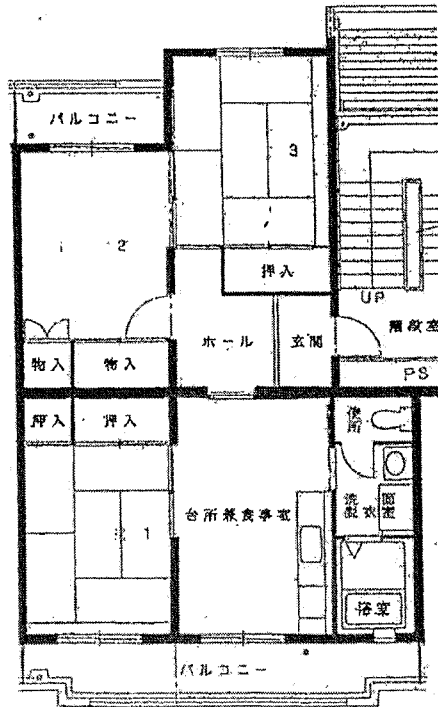 バルコニー
3
2
押入
UP
ホール
玄関
階段室
物入
物入
PS
押入
押入
便所
台所兼食事室
洗面
脱衣室
1
浴室
バルコニー